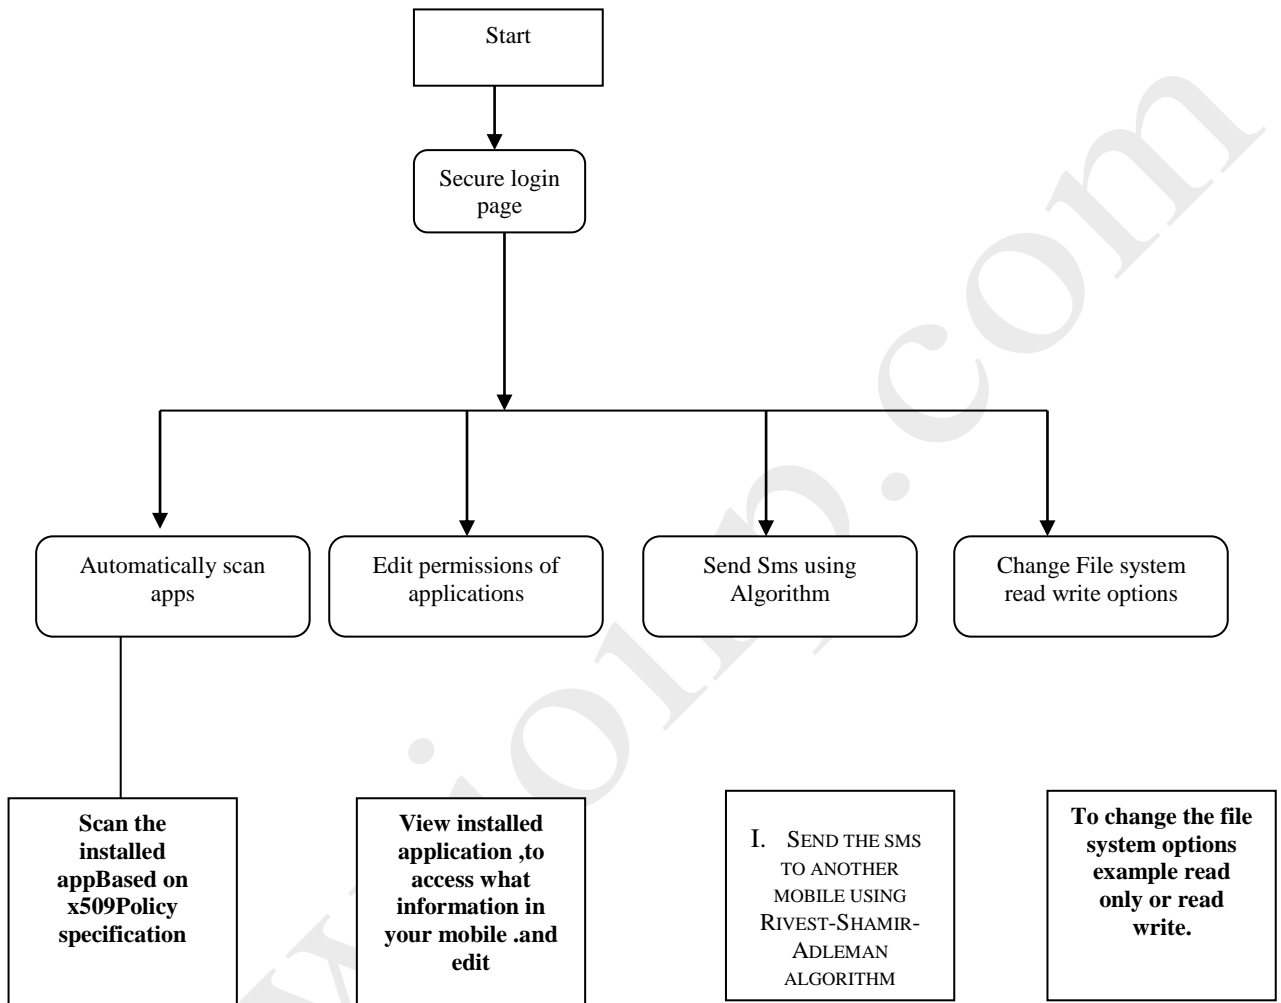 Start
Secure login
page
Automatically scan
apps
Edit permissions of
applications
Send Sms using
Algorithm
Change File system
read write options
Scan the
installed
appBased on
x509Policy
specification
View installed
application ,to
access what
information in
your mobile .and
edit
I. SEND THE SMS
TO ANOTHER
MOBILE USING
RIVEST-SHAMIR-
ADLEMAN
ALGORITHM
To change the file
system options
example read
only or read
write.